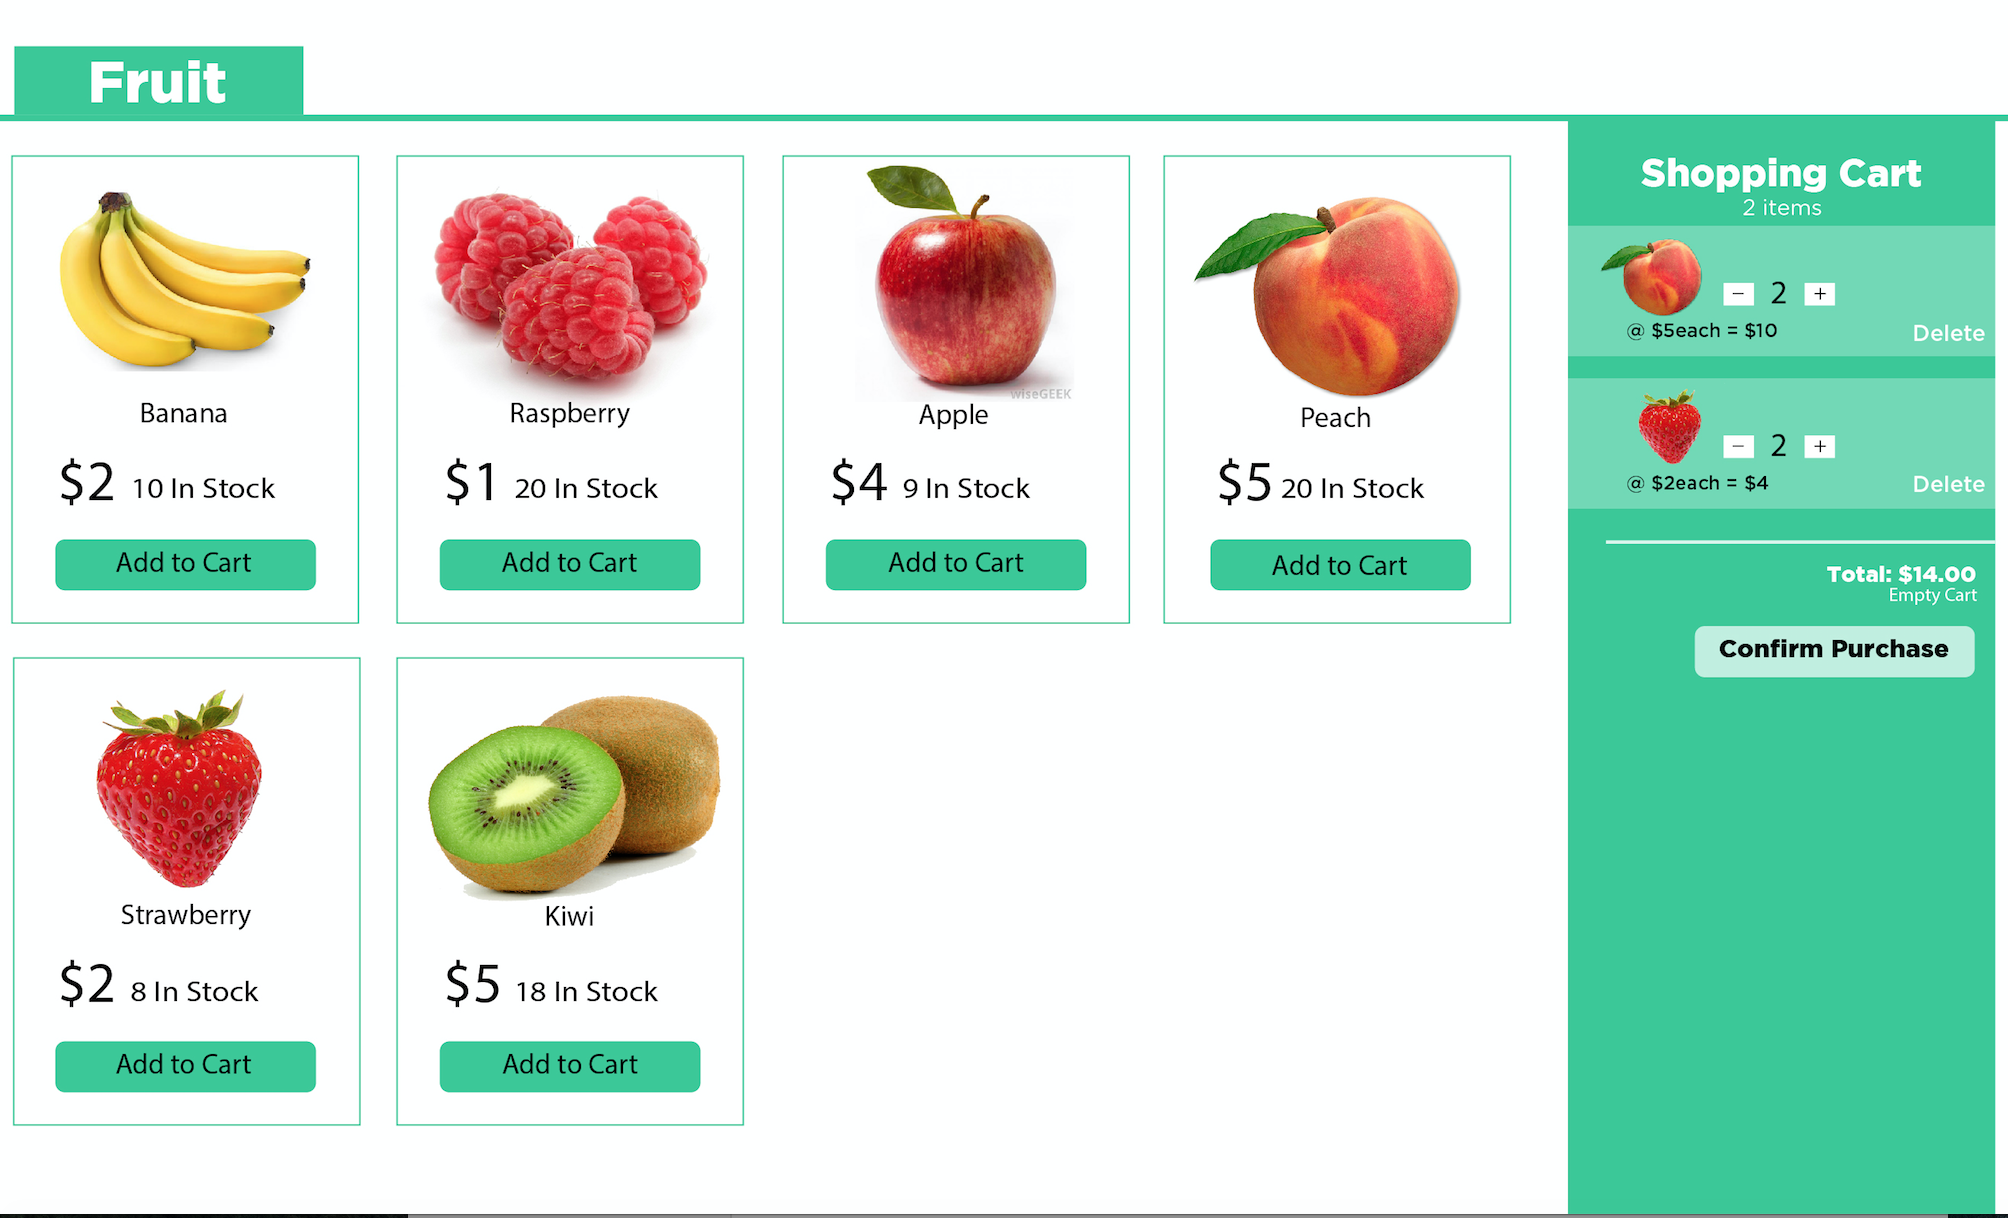 Fruit
Banana
$2 10 In Stock
Add to Cart
Raspberry
$1 20 In Stock
Add to Cart
wiseGEEK
Apple
$4 9 In Stock
Add to Cart
Peach
$5 20 In Stock
Add to Cart
Strawberry
$2 8 In Stock
Add to Cart
Kiwi
$5 18 In Stock
Add to Cart
Shopping Cart
2 items
− 2 +
@ $5each = $10
Delete
− 2 +
@ $2each = $4
Delete
Total: $14.00
Empty Cart
Confirm Purchase